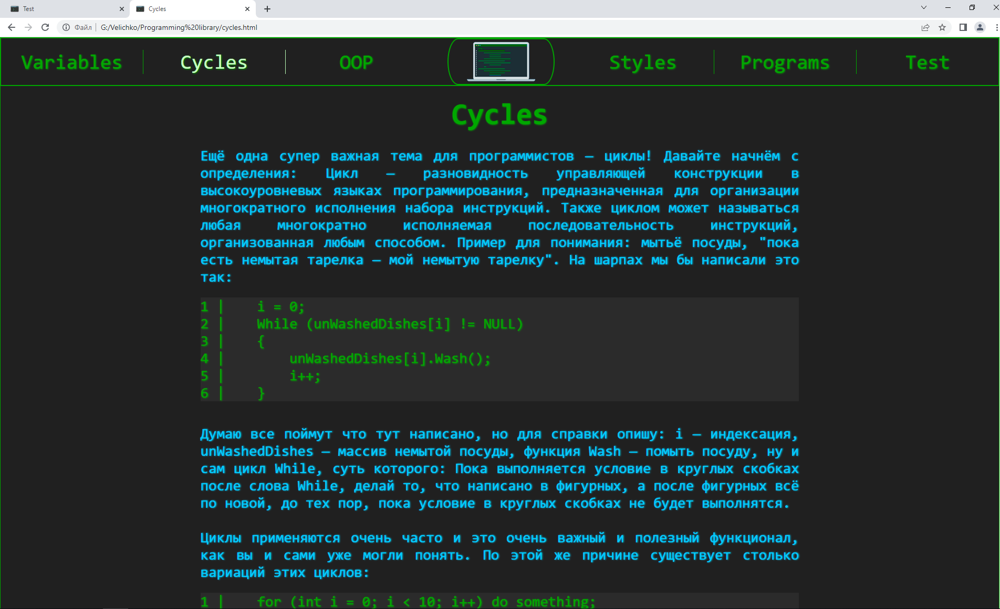 Test
Cycles
Файл
G:/Velichko/Programming%20library/cycles.html
Variables
Cycles
OOP
Styles
Programs
Test
Cycles
Ещё одна супер важная тема для программистов — циклы! Давайте начнём с
определения: Цикл — разновидность управляющей конструкции в
высокоуровневых языках программирования, предназначенная для организации
многократного исполнения набора инструкций. Также циклом может называться
любая многократно исполняемая последовательность инструкций,
организованная любым способом. Пример для понимания: мытьё посуды, "пока
есть немытая тарелка — мой немытую тарелку". На шарпах мы бы написали это
так:
1 | i = 0;
2 | While (unWashedDishes[i] != NULL)
3 | {
4 | unWashedDishes[i].Wash();
5 | i++;
6 | }
Думаю все поймут что тут написано, но для справки опишу: i — индексация,
unWashedDishes — массив немытой посуды, функция Wash — помыть посуду, ну и
сам цикл While, суть которого: Пока выполняется условие в круглых скобках
после слова While, делай то, что написано в фигурных, а после фигурных всё
по новой, до тех пор, пока условие в круглых скобках не будет выполнятся.
Циклы применяются очень часто и это очень важный и полезный функционал,
как вы и сами уже могли понять. По этой же причине существует столько
вариаций этих циклов:
1 | for (int i = 0; i < 10; i++) do something;